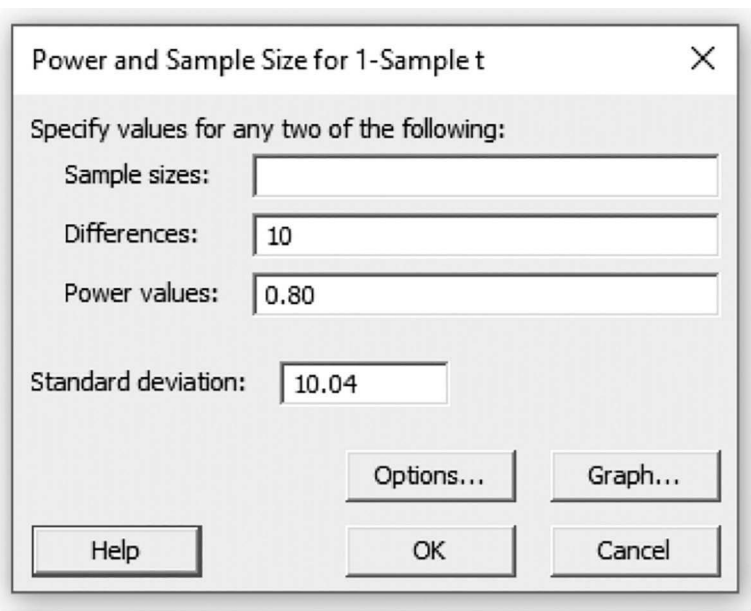 Power and Sample Size for 1-Sample t
Specify values for any two of the following:
Sample sizes:
Differences: 10
Power values: 0.80
Standard deviation: 10.04
Options... Graph...
Help OK Cancel